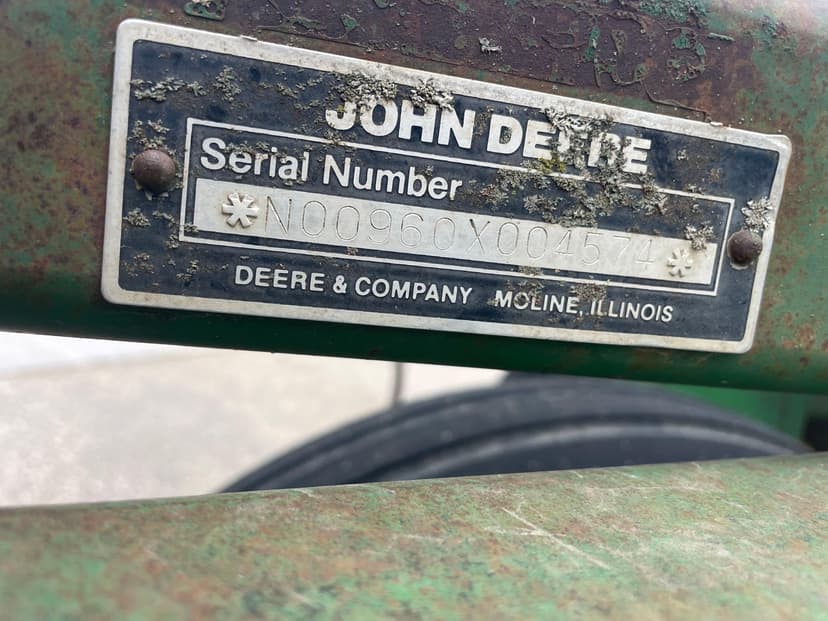 JOHN DEERE
Serial Number
*N00960X004574*
DEERE & COMPANY MOLINE, ILLINOIS